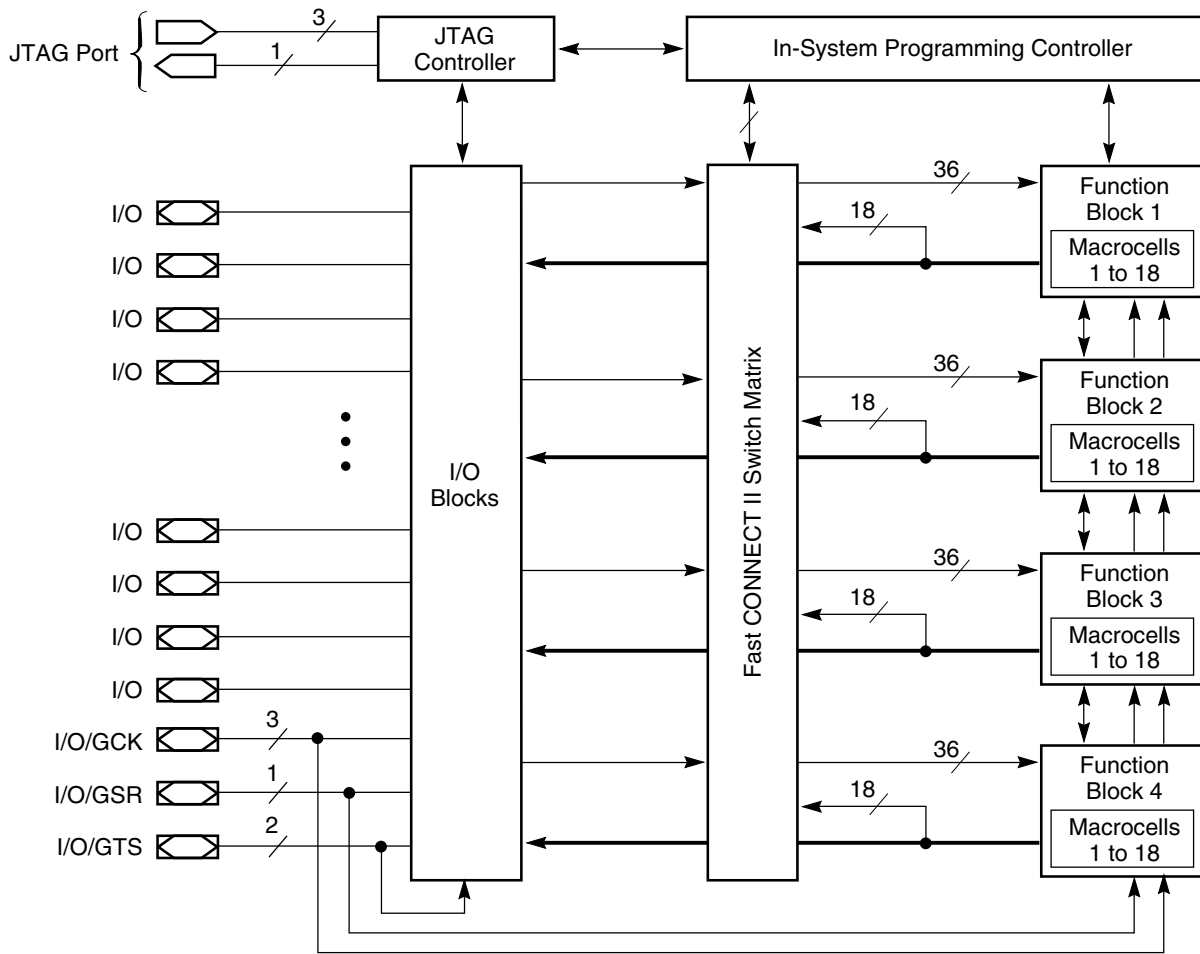 JTAG Port
3
1
JTAG
Controller
In-System Programming Controller
I/O
I/O
I/O
I/O
I/O
I/O
I/O
I/O
I/O/GCK
3
I/O/GSR
1
I/O/GTS
2
I/O
Blocks
Fast CONNECT II Switch Matrix
36
18
Function
Block 1
Macrocells
1 to 18
36
18
Function
Block 2
Macrocells
1 to 18
36
18
Function
Block 3
Macrocells
1 to 18
36
18
Function
Block 4
Macrocells
1 to 18